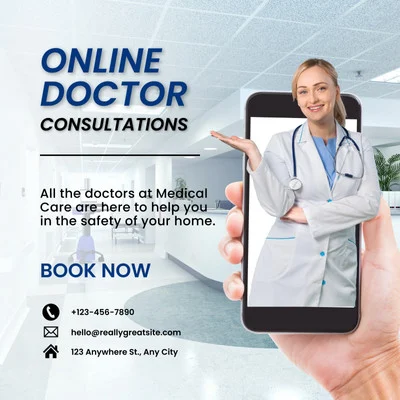 ONLINE
DOCTOR
CONSULTATIONS
All the doctors at Medical
Care are here to help you
in the safety of your home.
BOOK NOW
+123-456-7890
hello@reallygreatsite.com
123 Anywhere St., Any City